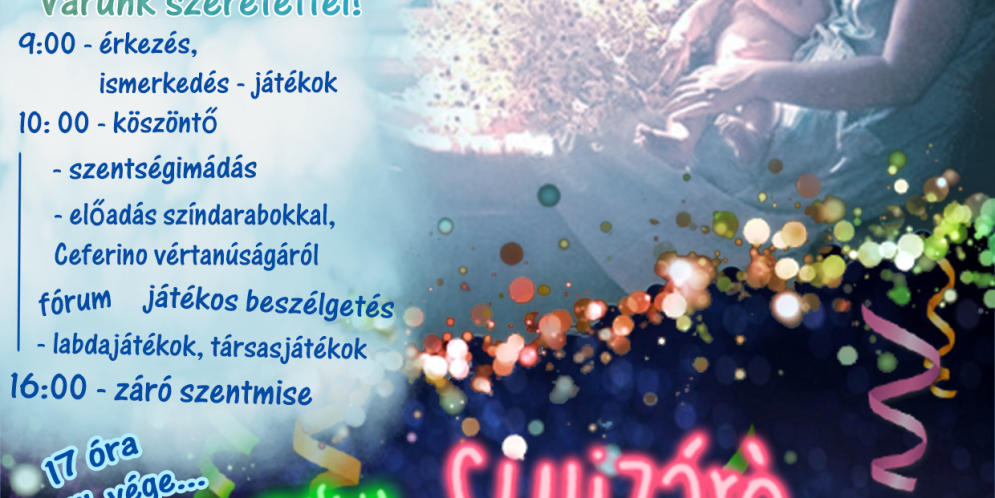 Várunk szeretettel!
9:00 - érkezés,
ismerkedés - játékok
10: 00 - köszöntő
- szentségimádás
- előadás színdarabokkal,
Ceferino vértanúságáról
fórum játékos beszélgetés
- labdajátékok, társasjátékok
16:00 - záró szentmise
17 óra
vége...